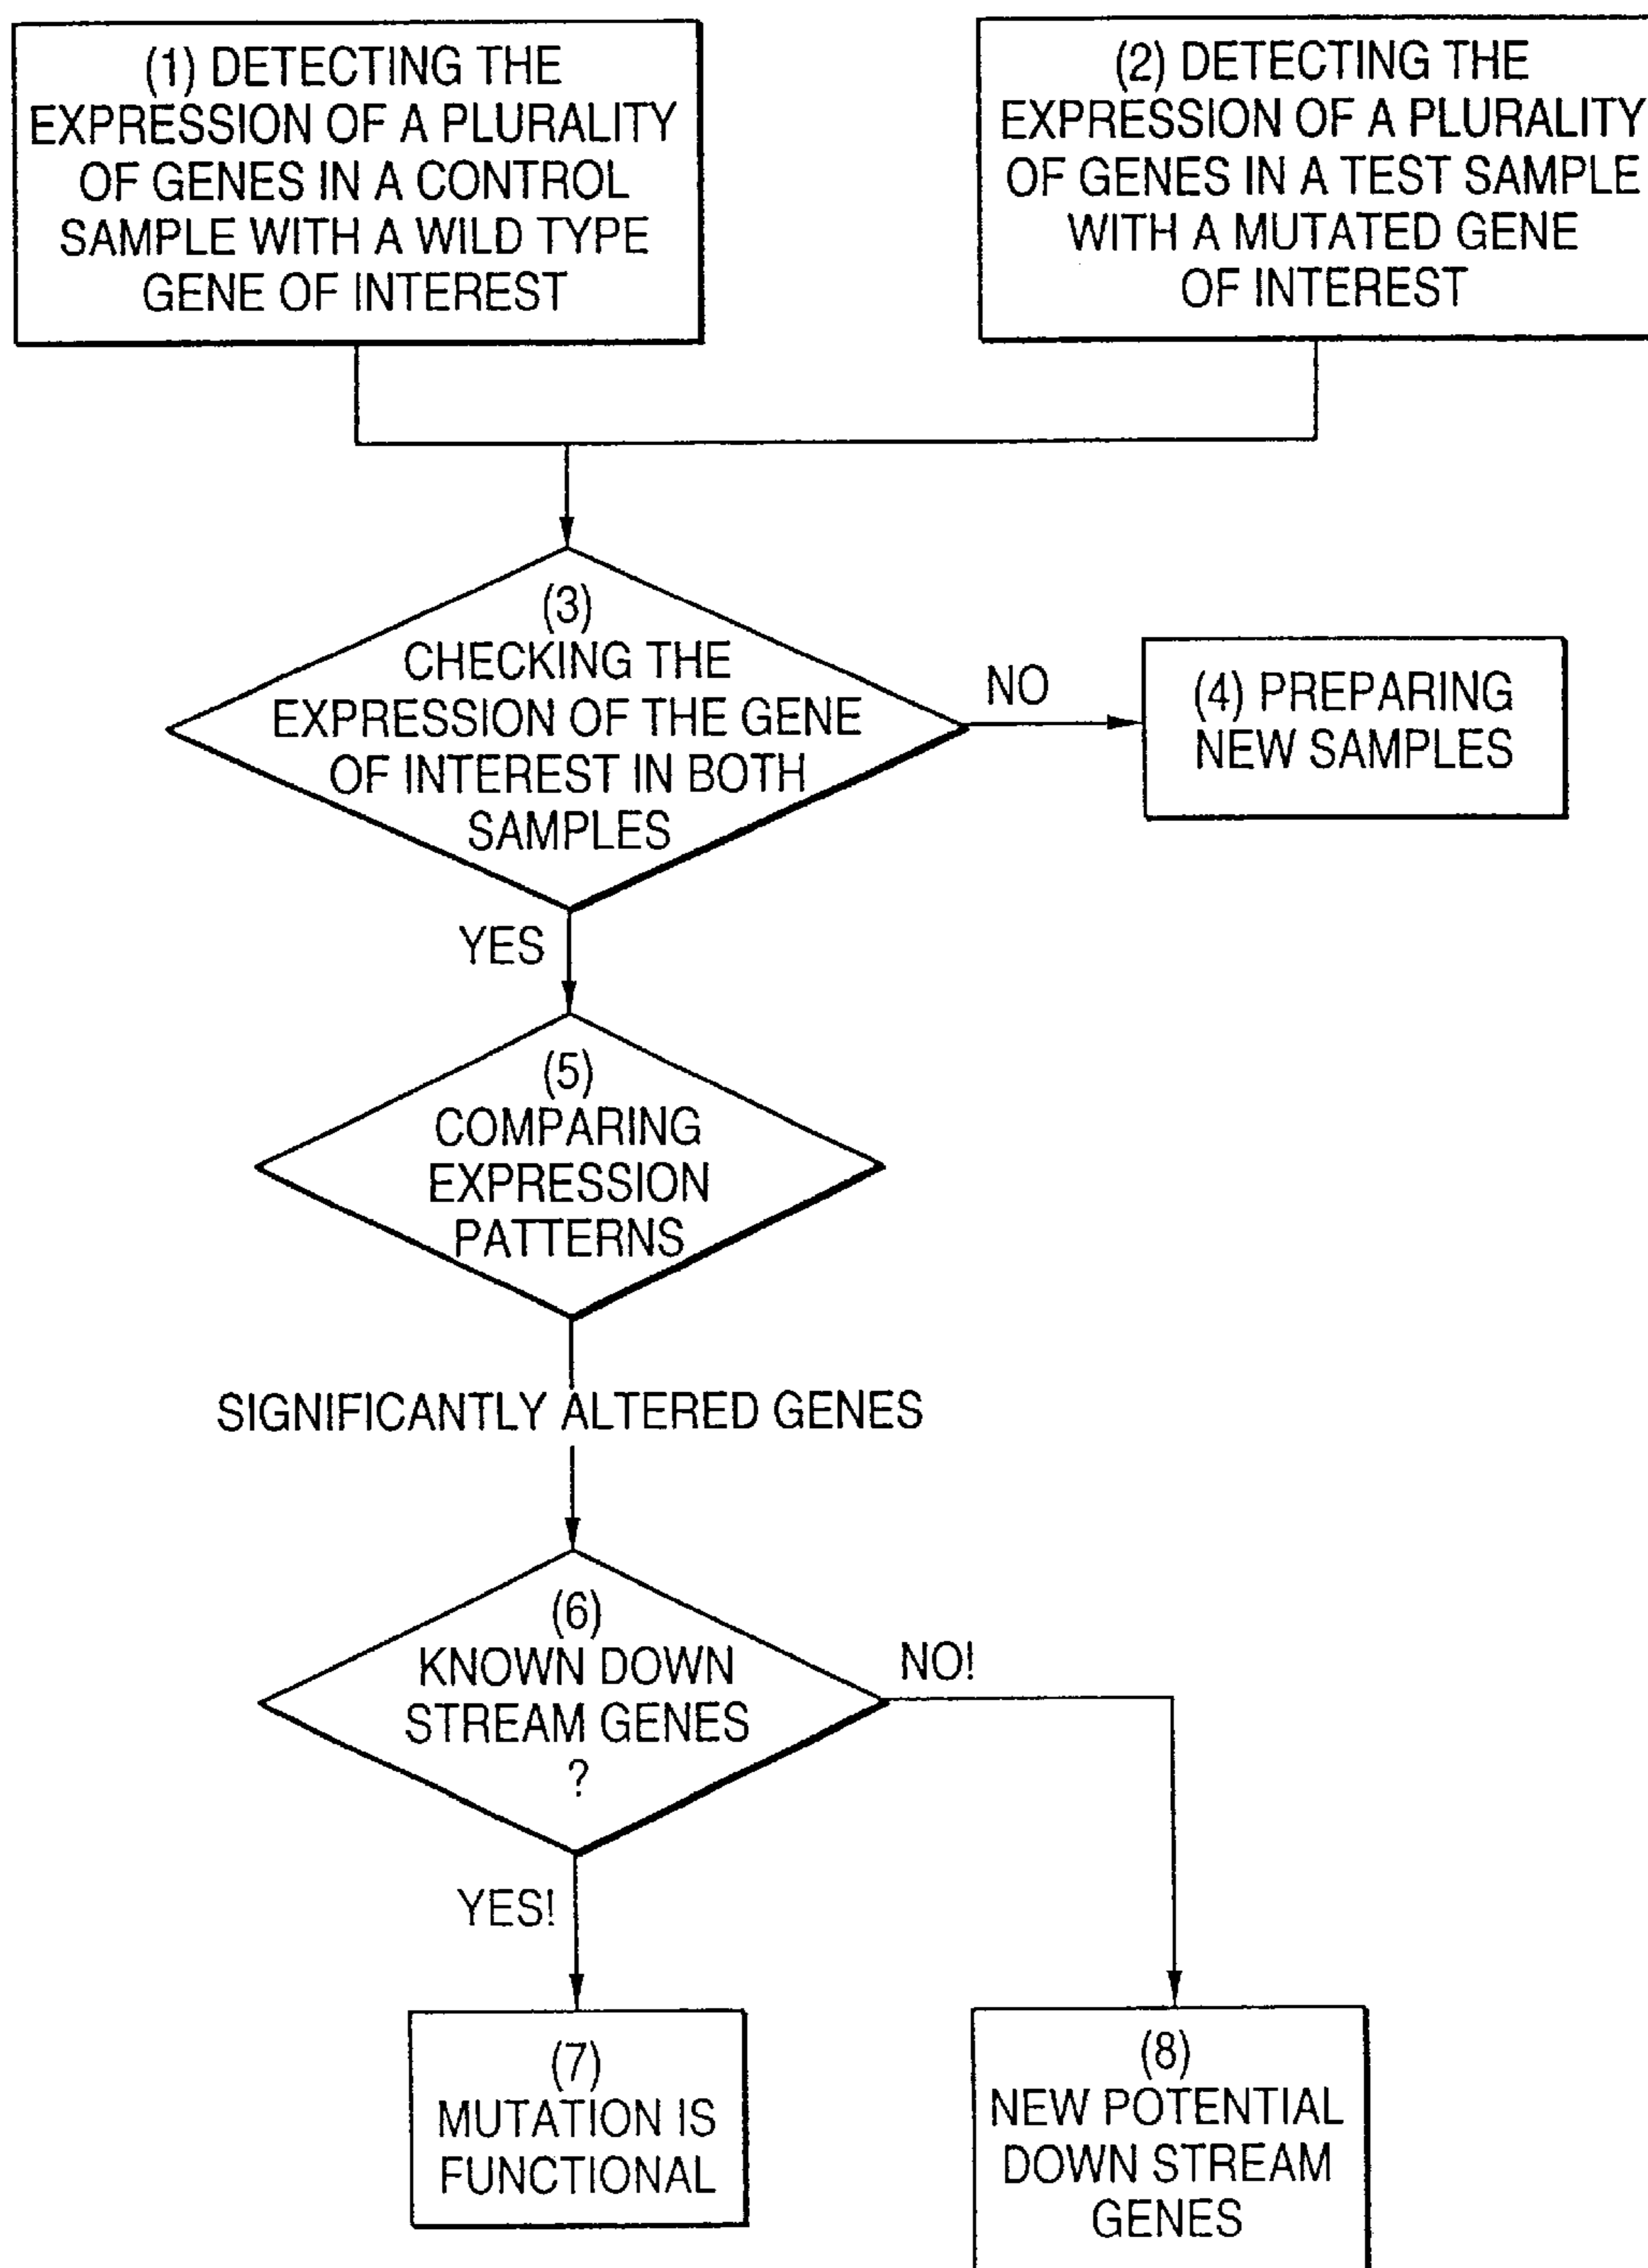 (1) DETECTING THE
EXPRESSION OF A PLURALITY
OF GENES IN A CONTROL
SAMPLE WITH A WILD TYPE
GENE OF INTEREST
(2) DETECTING THE
EXPRESSION OF A PLURALITY
OF GENES IN A TEST SAMPLE
WITH A MUTATED GENE
OF INTEREST
(3)
CHECKING THE
EXPRESSION OF THE GENE
OF INTEREST IN BOTH
SAMPLES
NO
(4) PREPARING
NEW SAMPLES
YES
(5)
COMPARING
EXPRESSION
PATTERNS
SIGNIFICANTLY ALTERED GENES
(6)
KNOWN DOWN
STREAM GENES
?
NO!
YES!
(7)
MUTATION IS
FUNCTIONAL
(8)
NEW POTENTIAL
DOWN STREAM
GENES